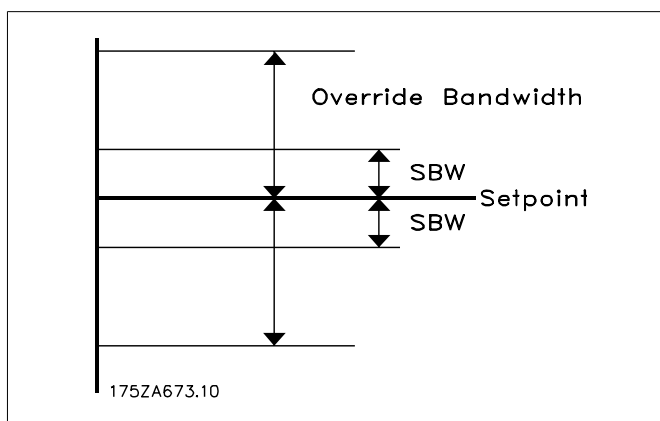 Override Bandwidth
SBW
Setpoint
SBW
175ZA673.10